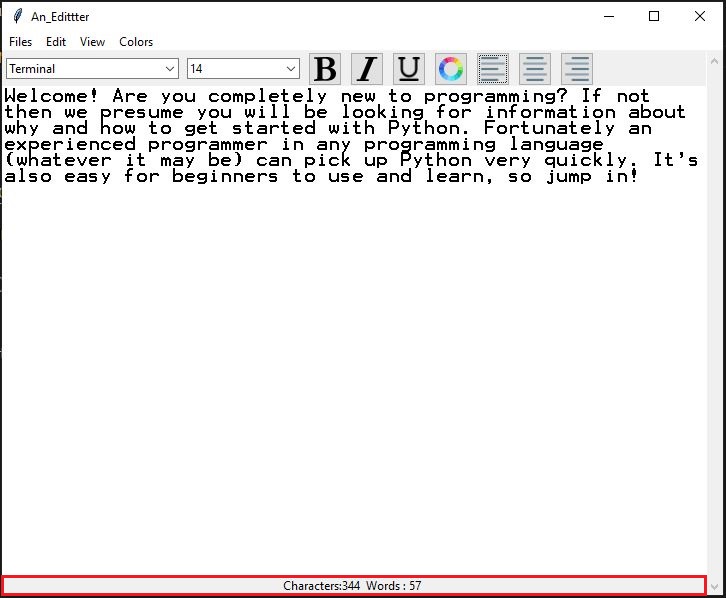 An_Edittter
Files Edit View Colors
Terminal 14 B I U
Welcome! Are you completely new to programming? If not
then we presume you will be looking for information about
why and how to get started with Python. Fortunately an
experienced programmer in any programming language
(whatever it may be) can pick up Python very quickly. It's
also easy for beginners to use and learn, so jump in!
Characters:344 Words : 57